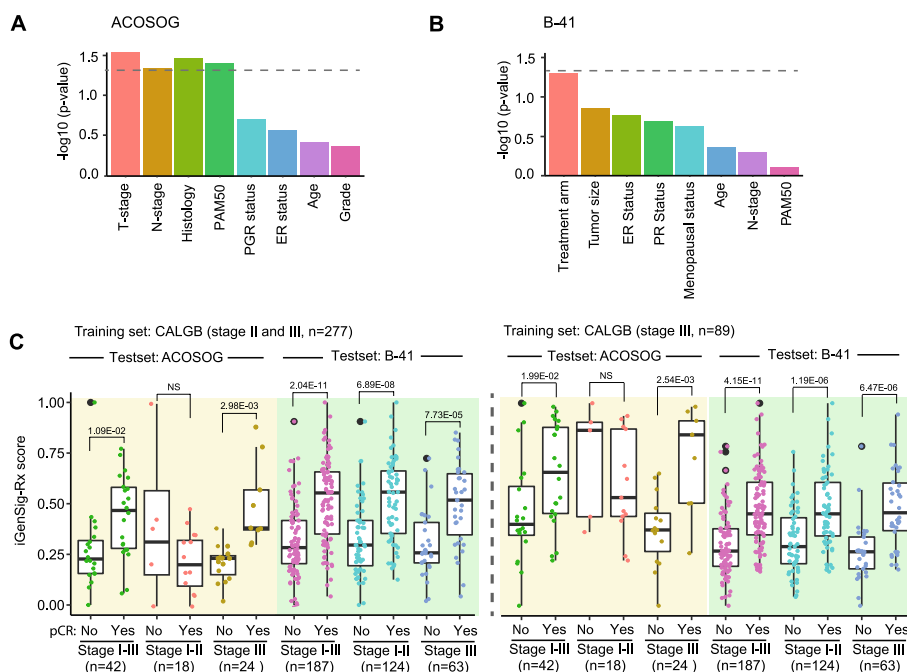 A
ACOSOG
-log10 (p-value)
1.5
1.0
0.5
0.0
T-stage
N-stage
Histology
PAM50
PGR status
ER status
Age
Grade
B
B-41
-log10 (p-value)
1.5
1.0
0.5
0.0
Treatment arm
Tumor size
ER Status
PR Status
Menopausal status
Age
N-stage
PAM50
C
Training set: CALGB (stage II and III, n=277)
Testset: ACOSOG
Testset: B-41
Training set: CALGB (stage III, n=89)
Testset: ACOSOG
Testset: B-41
iGenSig-Rx score
1.00
0.75
0.50
0.25
0.00
1.09E-02
NS
2.98E-03
2.04E-11
6.89E-08
7.73E-05
1.99E-02
NS
2.54E-03
4.15E-11
1.19E-06
6.47E-06
pCR: No Yes No Yes No Yes No Yes No Yes No Yes
Stage I-III Stage I-II Stage III Stage I-III Stage I-II Stage III
(n=42) (n=18) (n=24 ) (n=187) (n=124) (n=63)
No Yes No Yes No Yes No Yes No Yes No Yes
Stage I-III Stage I-II Stage III Stage I-III Stage I-II Stage III
(n=42) (n=18) (n=24 ) (n=187) (n=124) (n=63)